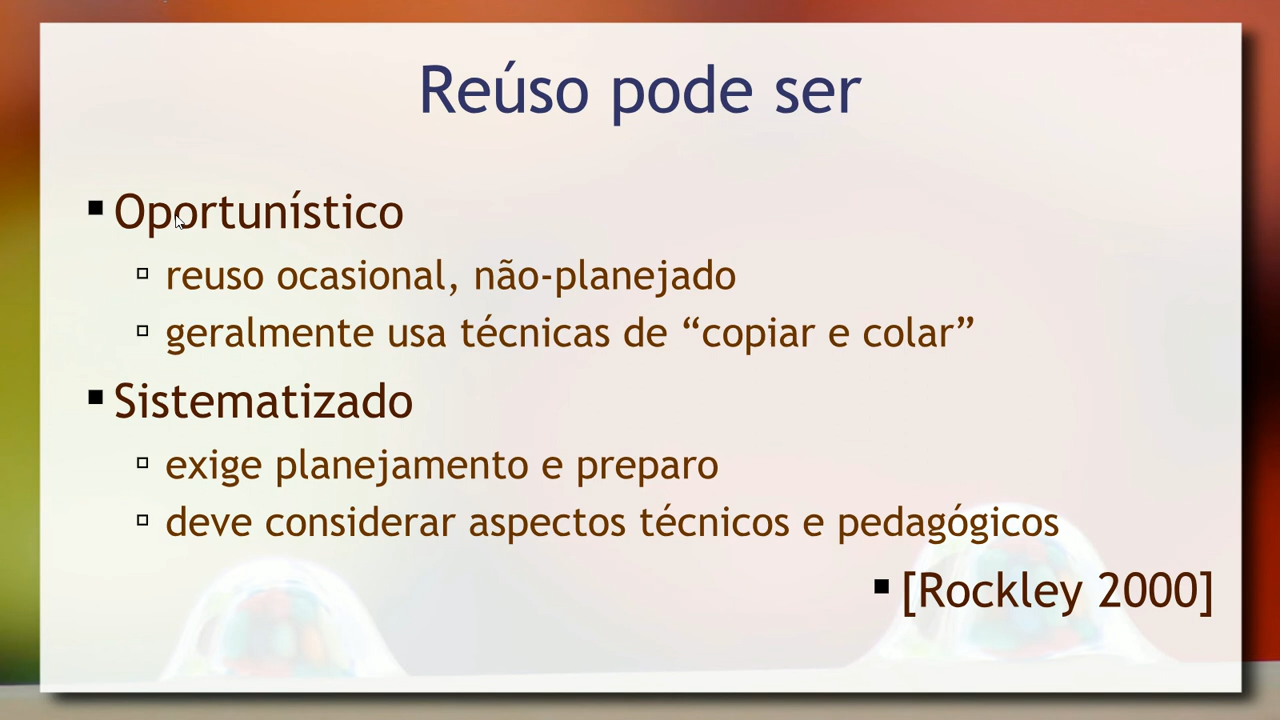 Reúso pode ser
▪ Oportunístico
▫ reuso ocasional, não-planejado
▫ geralmente usa técnicas de “copiar e colar”
▪ Sistematizado
▫ exige planejamento e preparo
▫ deve considerar aspectos técnicos e pedagógicos
▪ [Rockley 2000]